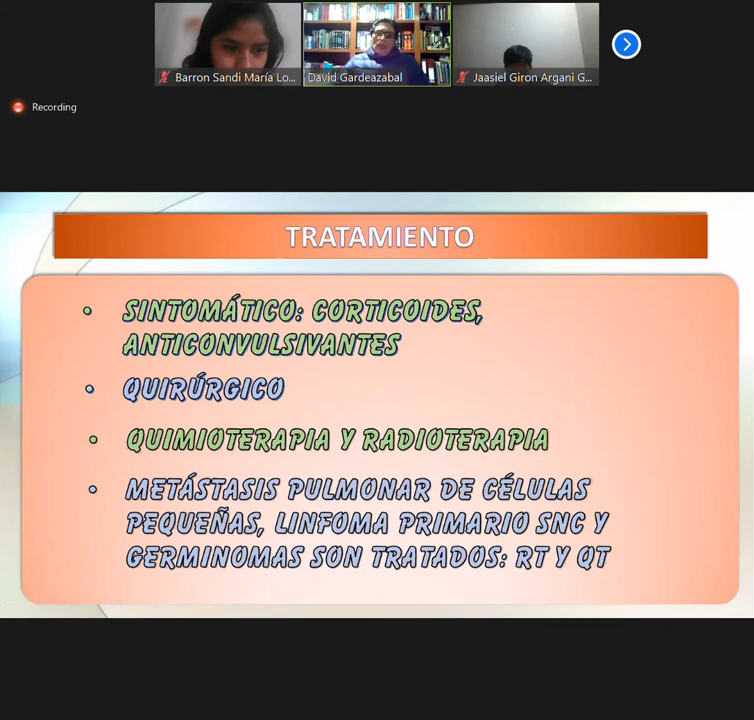 Barron Sandi María Lo...
David Gardeazabal
Jaasiel Giron Argani G...
Recording
TRATAMIENTO
• SINTOMÁTICO: CORTICOIDES,
ANTICONVULSIVANTES
• QUIRÚRGICO
• QUIMIOTERAPIA Y RADIOTERAPIA
• METÁSTASIS PULMONAR DE CÉLULAS
PEQUEÑAS, LINFOMA PRIMARIO SNC Y
GERMINOMAS SON TRATADOS: RT Y QT